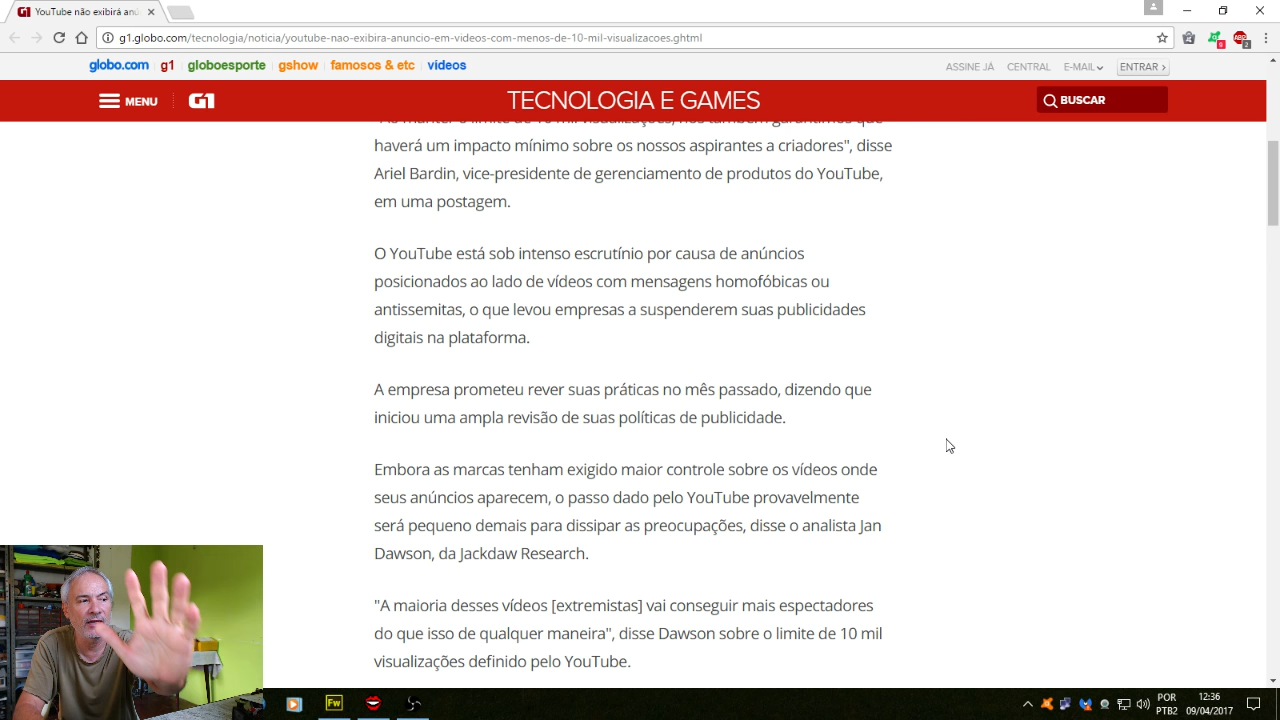 YouTube não exibirá anú
g1.globo.com/tecnologia/noticia/youtube-nao-exibira-anuncio-em-videos-com-menos-de-10-mil-visualizacoes.ghtml
globo.com g1 globoesporte gshow famosos & etc vídeos
ASSINE JÁ CENTRAL E-MAIL ENTRAR
MENU G1 TECNOLOGIA E GAMES BUSCAR
"Ao manter o limite de 10 mil visualizações, nós também garantimos que
haverá um impacto mínimo sobre os nossos aspirantes a criadores", disse
Ariel Bardin, vice-presidente de gerenciamento de produtos do YouTube,
em uma postagem.
O YouTube está sob intenso escrutínio por causa de anúncios
posicionados ao lado de vídeos com mensagens homofóbicas ou
antissemitas, o que levou empresas a suspenderem suas publicidades
digitais na plataforma.
A empresa prometeu rever suas práticas no mês passado, dizendo que
iniciou uma ampla revisão de suas políticas de publicidade.
Embora as marcas tenham exigido maior controle sobre os vídeos onde
seus anúncios aparecem, o passo dado pelo YouTube provavelmente
será pequeno demais para dissipar as preocupações, disse o analista Jan
Dawson, da Jackdaw Research.
"A maioria desses vídeos [extremistas] vai conseguir mais espectadores
do que isso de qualquer maneira", disse Dawson sobre o limite de 10 mil
visualizações definido pelo YouTube.
Fw
POR 12:36
PTB2 09/04/2017